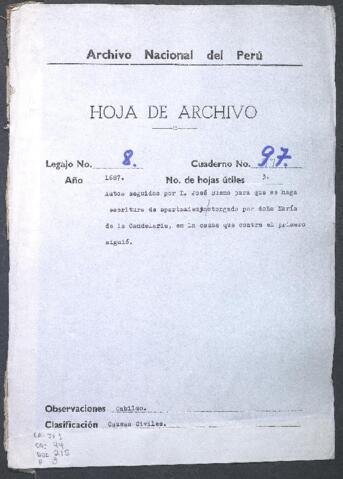 Archivo Nacional del Perú
HOJA DE ARCHIVO
Legajo No. 8. Cuaderno No. 97.
Año 1687. No. de hojas útiles 3.
Autos seguidos por D. José para que se haga
escritura de apartamiento otorgado por doña María
de la Candelaria, en la causa que contra el primero
siguió.
Observaciones Cabildo.
Clasificación Causas Civiles.